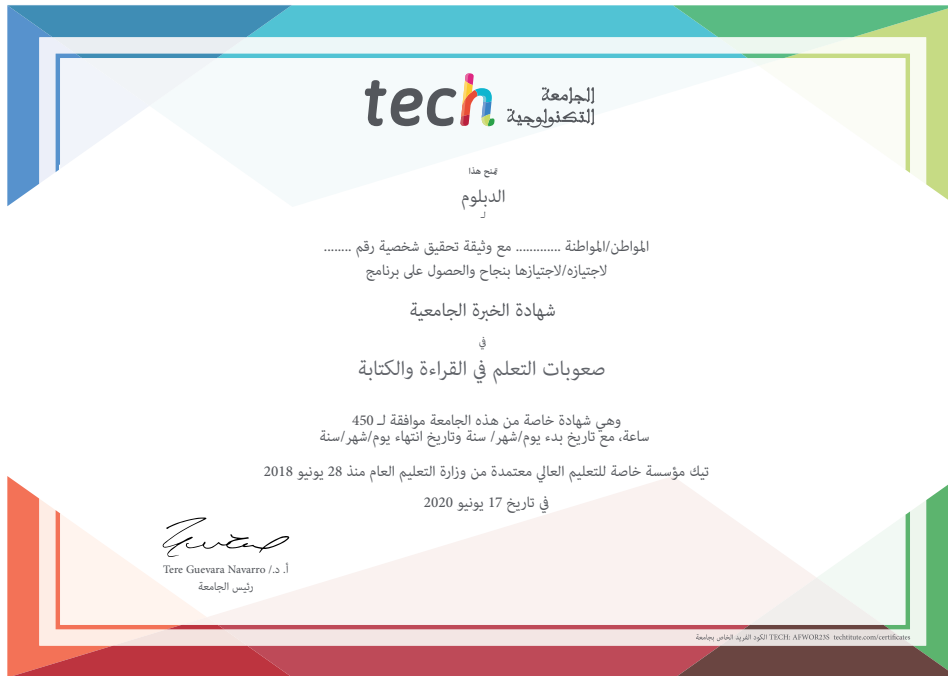 tech الجامعة
التكنولوجية
يمنح هذا
الدبلوم
لـ
المواطن/المواطنة ............. مع وثيقة تحقيق شخصية رقم ........
لاجتيازه/لاجتيازها بنجاح والحصول على برنامج
شهادة الخبرة الجامعية
في
صعوبات التعلم في القراءة والكتابة
وهي شهادة خاصة من هذه الجامعة موافقة لـ 450
ساعة، مع تاريخ بدء يوم/شهر/ سنة وتاريخ انتهاء يوم/شهر/سنة
تيك مؤسسة خاصة للتعليم العالي معتمدة من وزارة التعليم العام منذ 28 يونيو 2018
في تاريخ 17 يونيو 2020
أ. د./ Tere Guevara Navarro
رئيس الجامعة
الكود الفريد الخاص بجامعة TECH: AFWOR23S techtitute.com/certificates